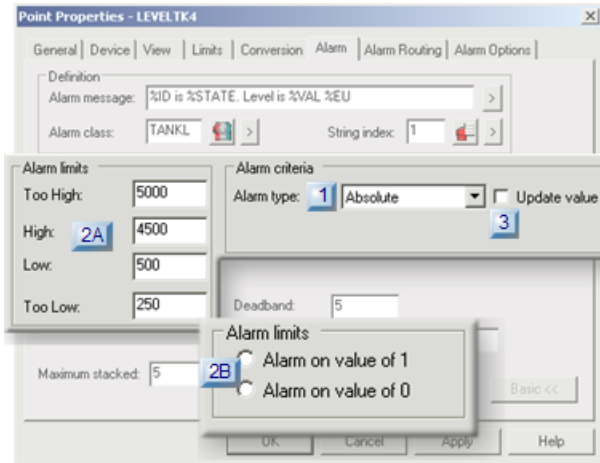 Point Properties - LEVELTK4
General Device View Limits Conversion Alarm Alarm Routing Alarm Options
Definition
Alarm message: %ID is %STATE. Level is %VAL %EU >
Alarm class: TANKL > String index: 1 >
Alarm limits
Too High: 5000
High: 2A 4500
Low: 500
Too Low: 250
Alarm criteria
Alarm type: 1 Absolute Update value
3
Deadband: 5
Alarm limits
2B
Alarm on value of 1
Alarm on value of 0
Maximum stacked: 5
Basic <<
OK Cancel Apply Help